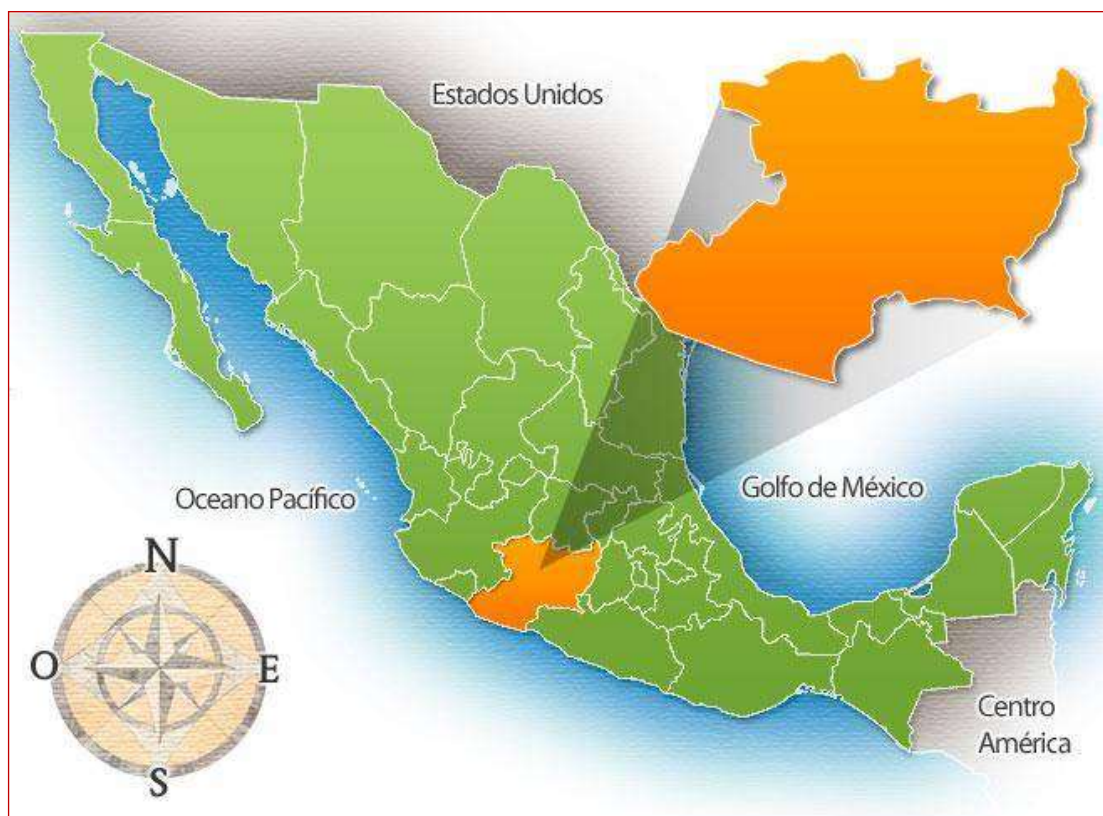 Estados Unidos
Oceano Pacífico
Golfo de México
N
O
E
S
Centro
América